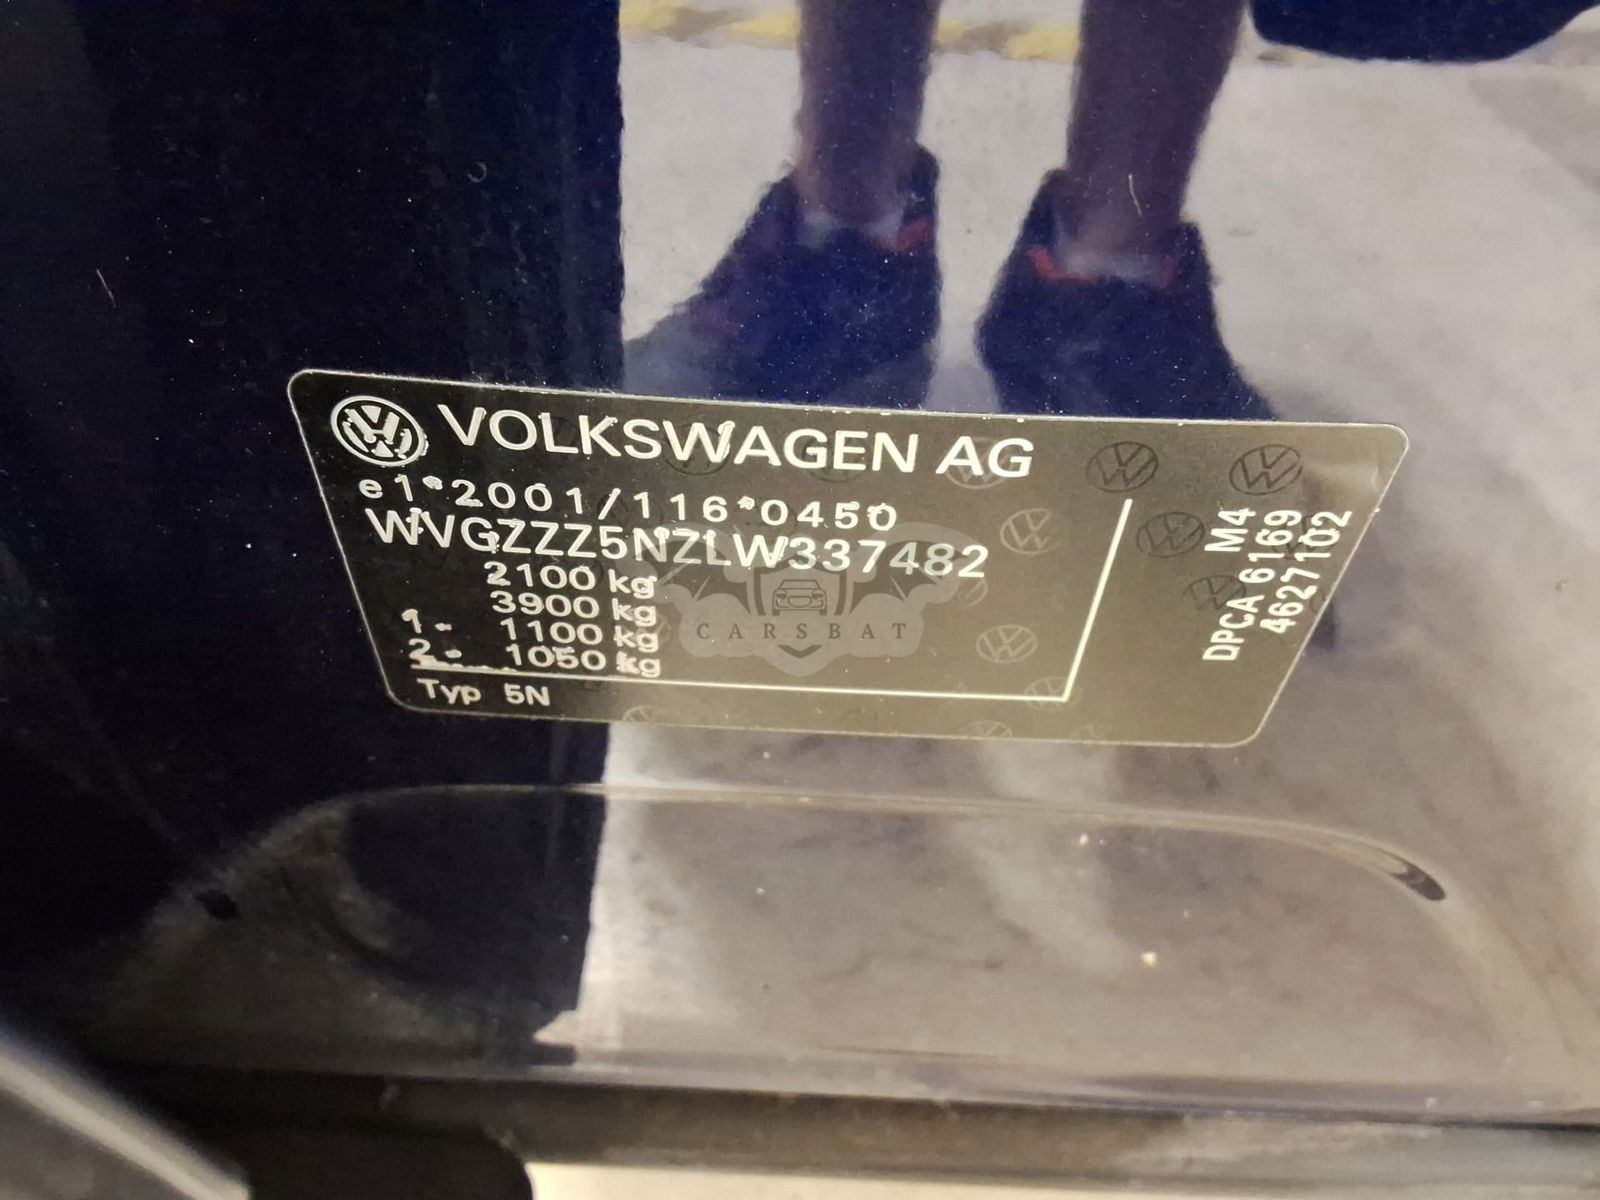 VOLKSWAGEN AG
e1*2001/116*0450
WVGZZZ5NZLW337482
2100 kg
3900 kg
1- 1100 kg
2- 1050 kg
Typ 5N
M4
DPCA 6169
4627102
CARSBAT